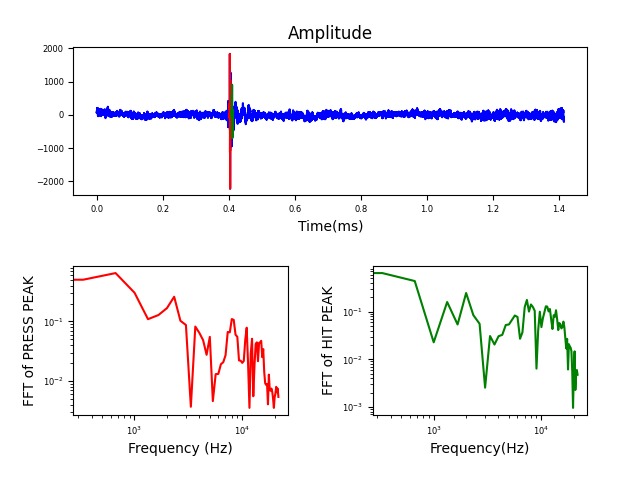 Amplitude
2000
1000
0
−1000
−2000
0.0 0.2 0.4 0.6 0.8 1.0 1.2 1.4
Time(ms)
FFT of PRESS PEAK
10⁻¹
10⁻²
10³ 10⁴
Frequency (Hz)
FFT of HIT PEAK
10⁻¹
10⁻²
10⁻³
10³ 10⁴
Frequency(Hz)